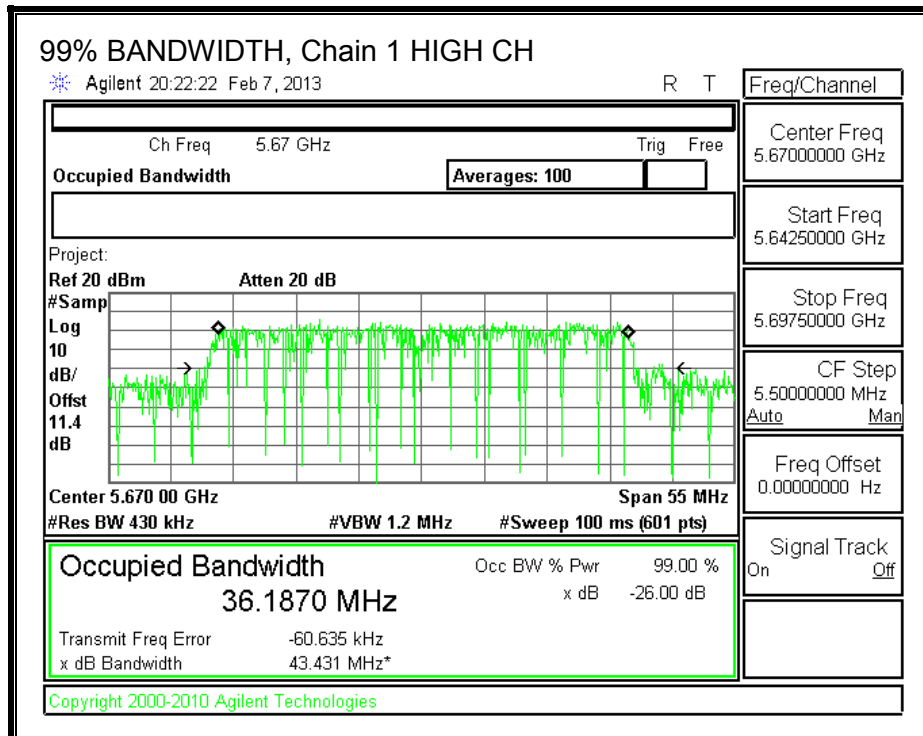 99% BANDWIDTH, Chain 1 HIGH CH
Agilent 20:22:22 Feb 7, 2013 R T
Freq/Channel
Ch Freq 5.67 GHz Trig Free
Occupied Bandwidth Averages: 100
Project:
Ref 20 dBm Atten 20 dB
#Samp
Log
10
dB/
Offst
11.4
dB
Center 5.670 00 GHz Span 55 MHz
#Res BW 430 kHz #VBW 1.2 MHz #Sweep 100 ms (601 pts)
Occupied Bandwidth Occ BW % Pwr 99.00 %
36.1870 MHz x dB -26.00 dB
Transmit Freq Error -60.635 kHz
x dB Bandwidth 43.431 MHz*
Copyright 2000-2010 Agilent Technologies
Center Freq
5.67000000 GHz
Start Freq
5.64250000 GHz
Stop Freq
5.69750000 GHz
CF Step
5.50000000 MHz
Auto Man
Freq Offset
0.00000000 Hz
Signal Track
On Off